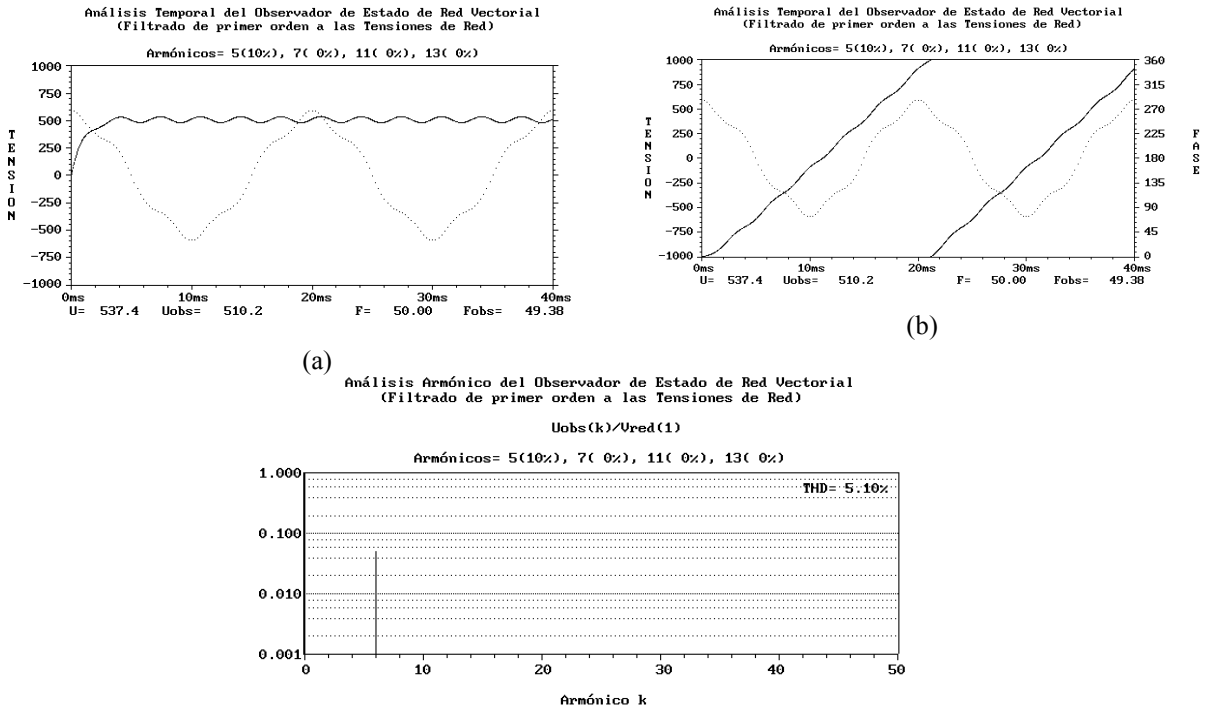 Análisis Temporal del Observador de Estado de Red Vectorial
(Filtrado de primer orden a las Tensiones de Red)
Armónicos= 5(10%), 7( 0%), 11( 0%), 13( 0%)
1000
750
500
250
0
-250
-500
-750
-1000
TENSION
0ms 10ms 20ms 30ms 40ms
U= 537.4 Uobs= 510.2 F= 50.00 Fobs= 49.38
(a)
Análisis Temporal del Observador de Estado de Red Vectorial
(Filtrado de primer orden a las Tensiones de Red)
Armónicos= 5(10%), 7( 0%), 11( 0%), 13( 0%)
1000
750
500
250
0
-250
-500
-750
-1000
TENSION
360
315
270
225
180
135
90
45
0
FASE
0ms 10ms 20ms 30ms 40ms
U= 537.4 Uobs= 510.2 F= 50.00 Fobs= 49.38
(b)
Análisis Armónico del Observador de Estado de Red Vectorial
(Filtrado de primer orden a las Tensiones de Red)
Uobs(k)/Vred(1)
Armónicos= 5(10%), 7( 0%), 11( 0%), 13( 0%)
THD= 5.10%
1.000
0.100
0.010
0.001
0 10 20 30 40 50
Armónico k